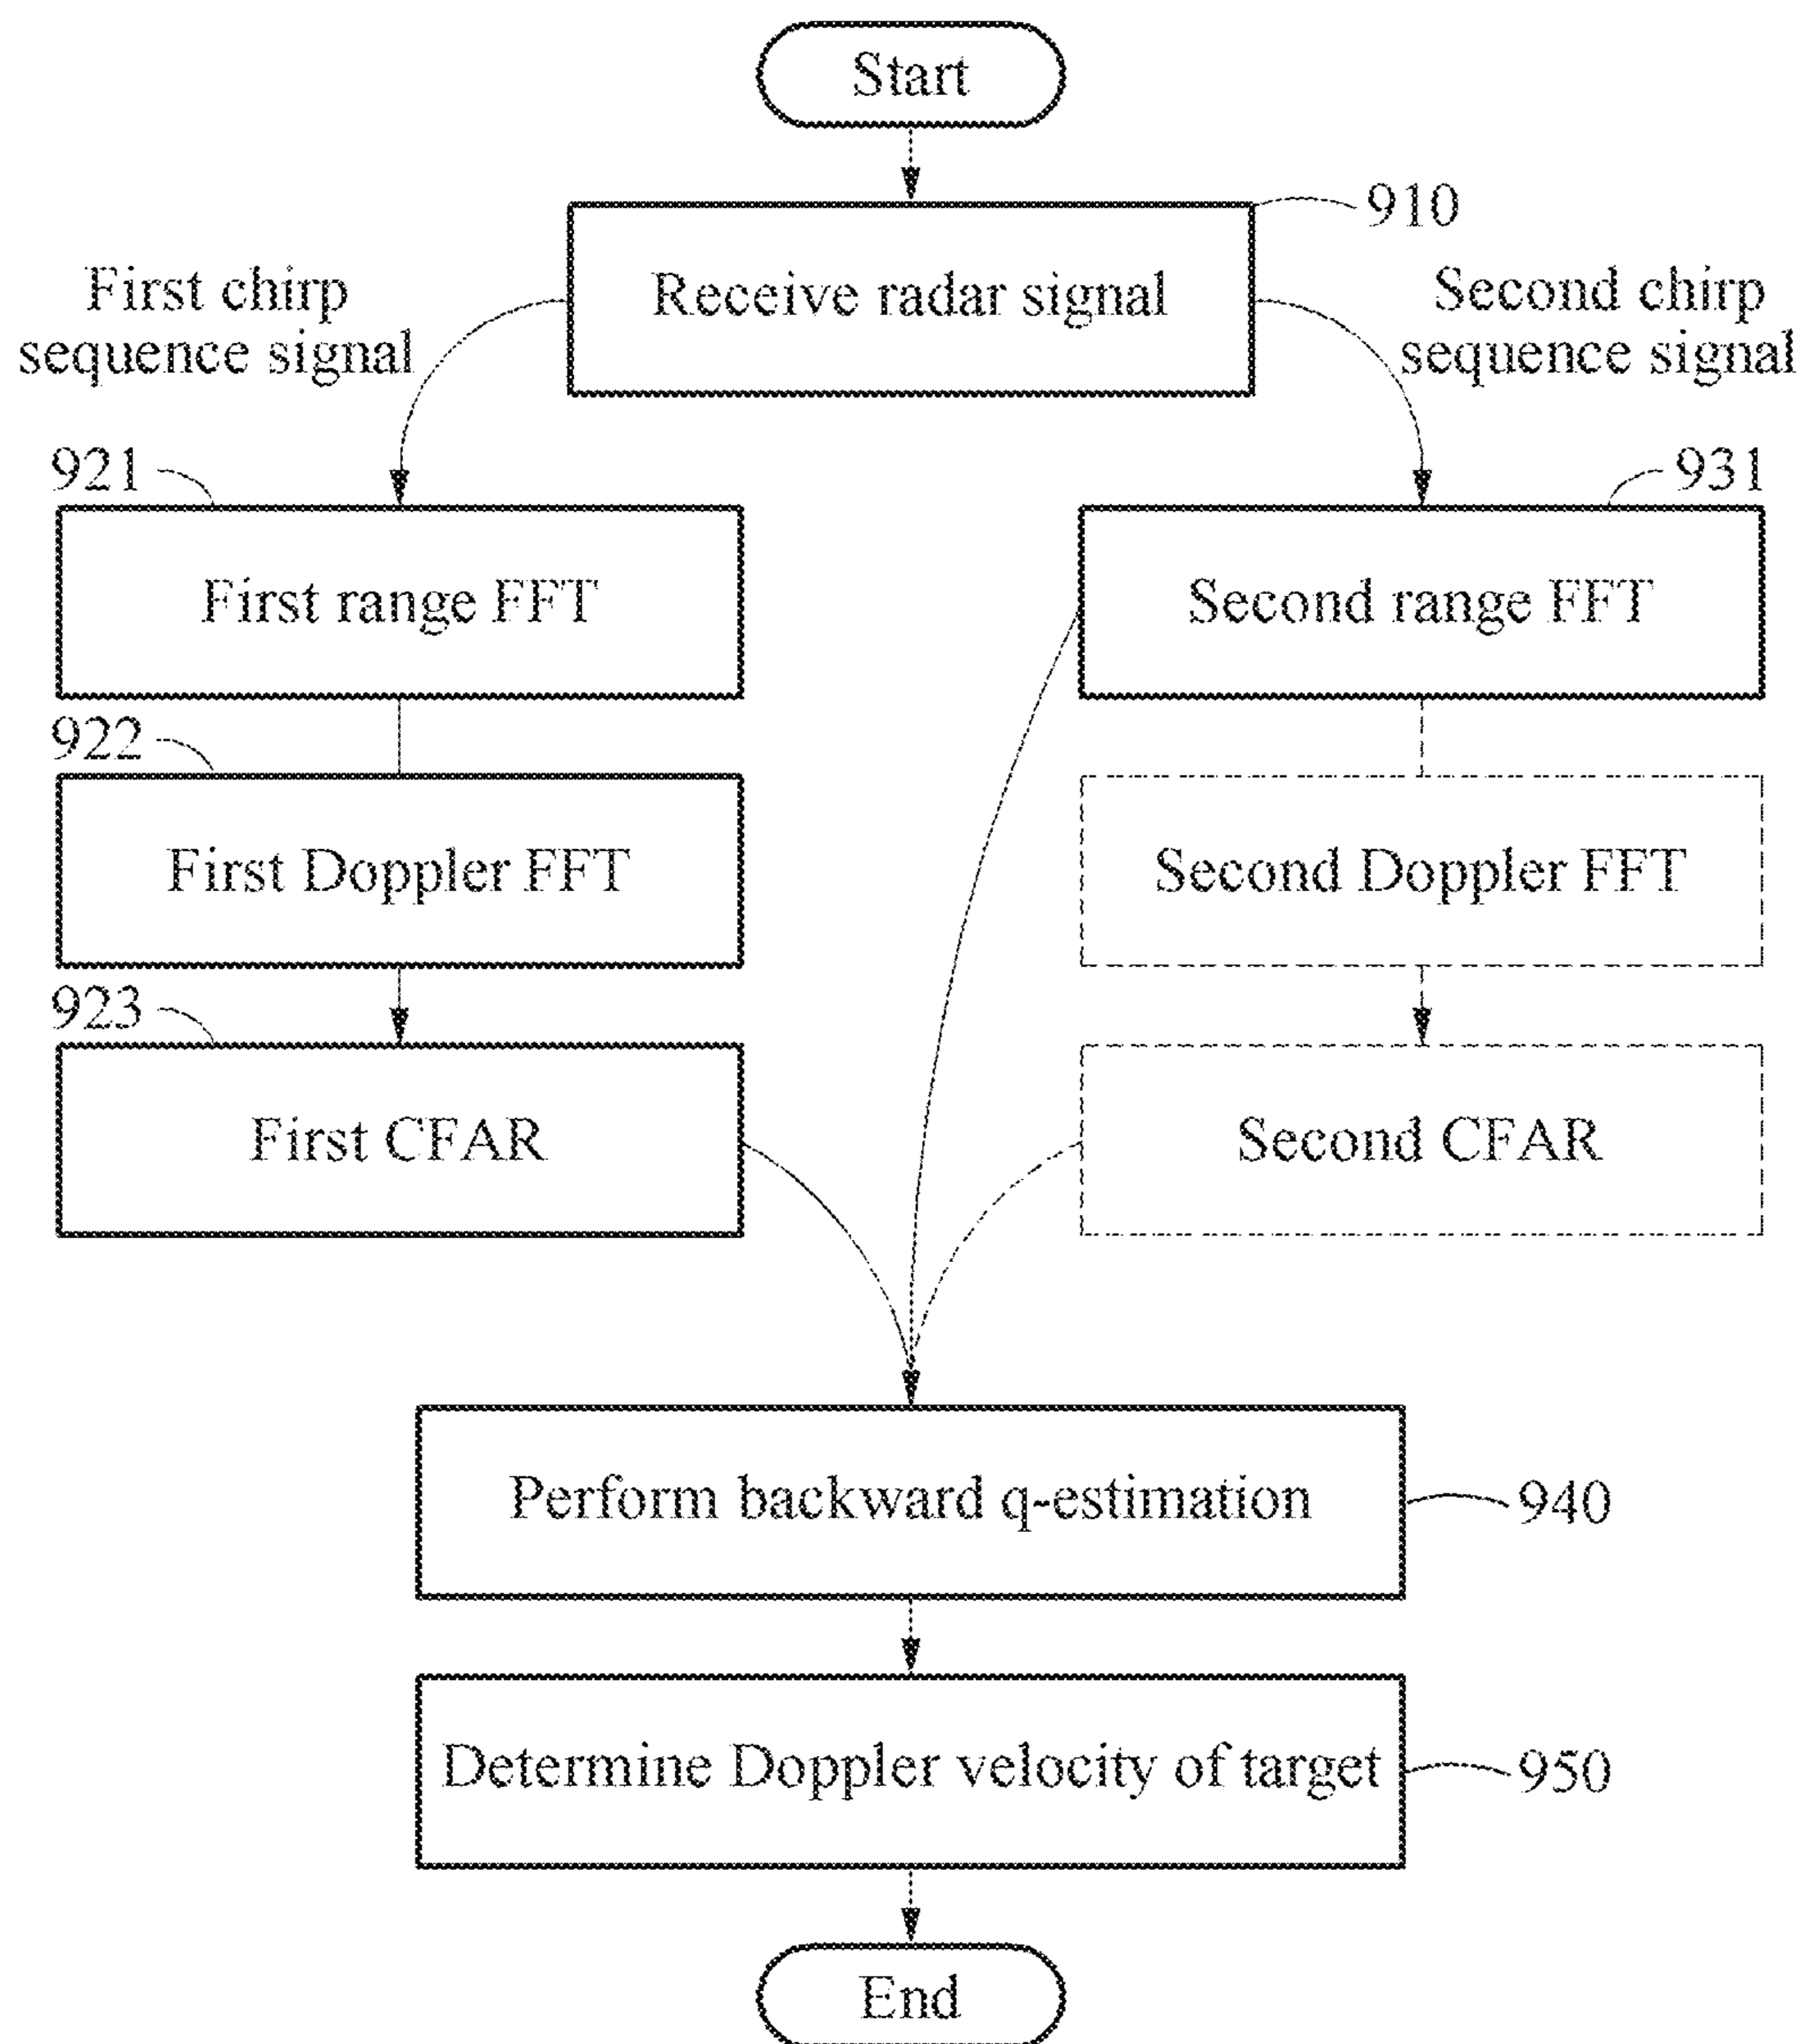 Start
910
Receive radar signal
First chirp
sequence signal
Second chirp
sequence signal
921
First range FFT
931
Second range FFT
922
First Doppler FFT
Second Doppler FFT
923
First CFAR
Second CFAR
Perform backward q-estimation
940
Determine Doppler velocity of target
950
End